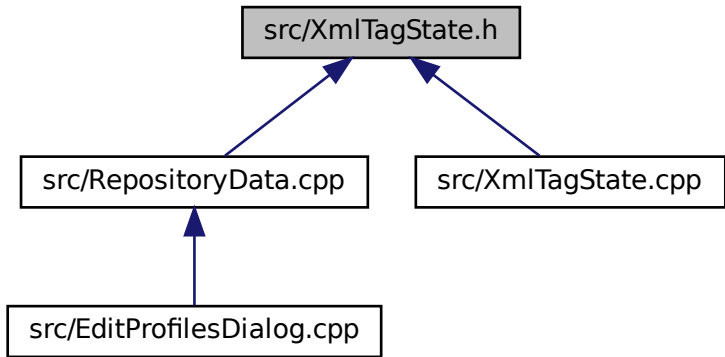 src/XmlTagState.h
src/RepositoryData.cpp
src/XmlTagState.cpp
src/EditProfilesDialog.cpp